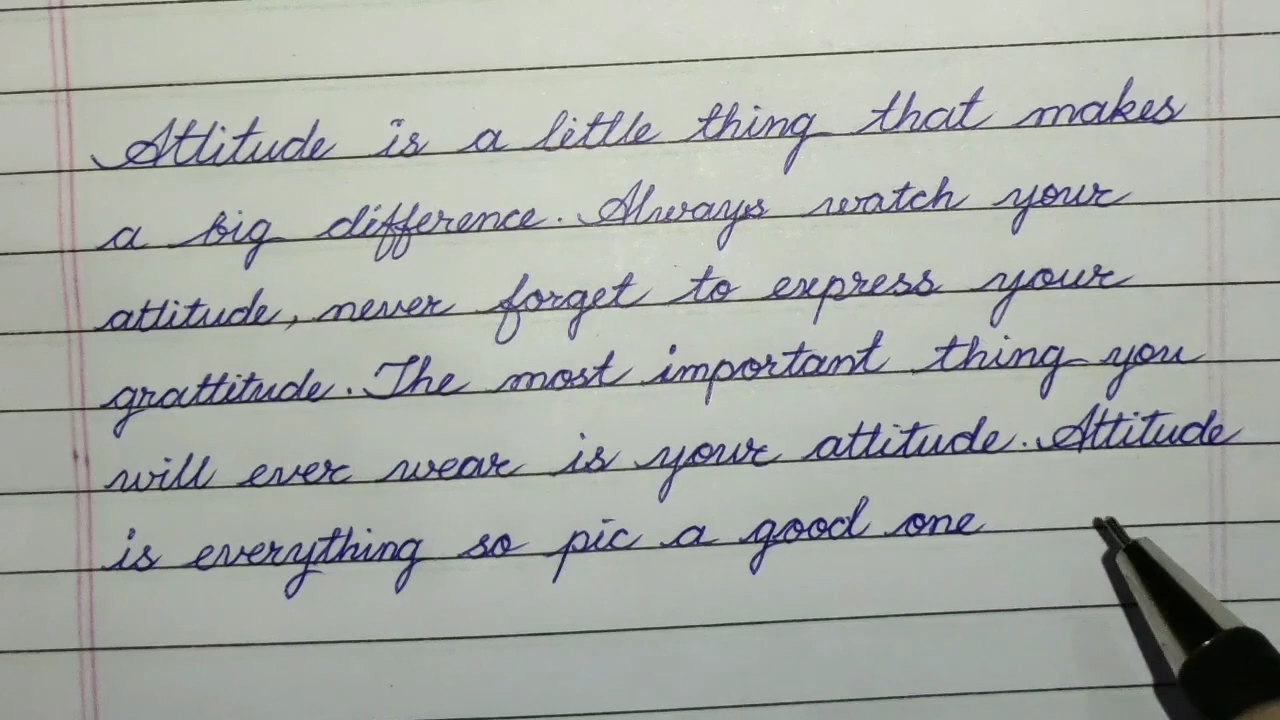 Attitude is a little thing that makes
a big difference. Always watch your
attitude, never forget to express your
grattitude. The most important thing you
will ever wear is your attitude. Attitude
is everything so pic a good one